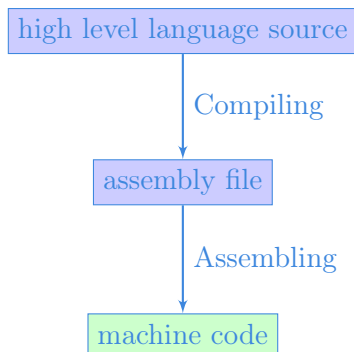 high level language source
Compiling
assembly file
Assembling
machine code